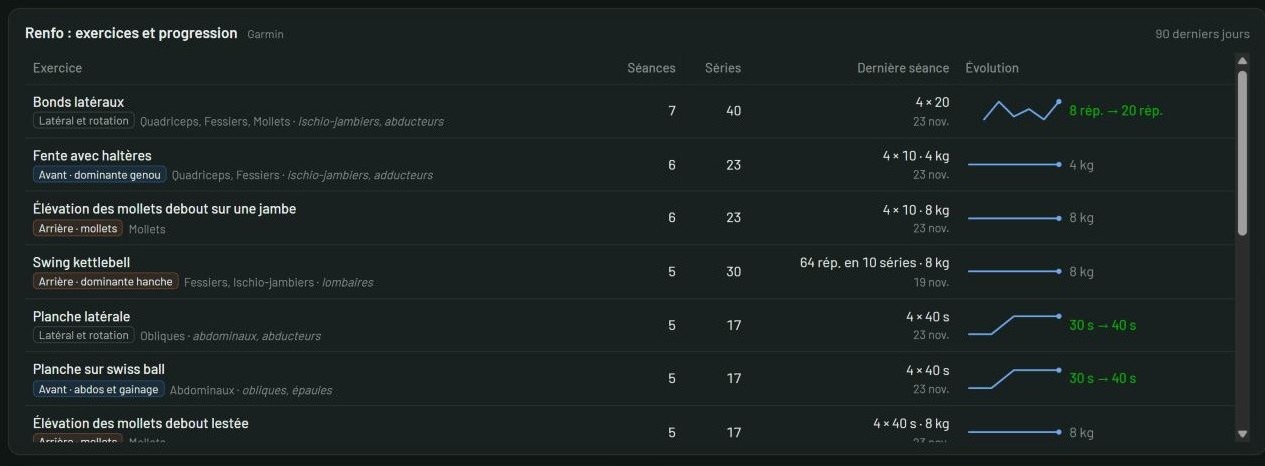 Renfo : exercices et progression Garmin 90 derniers jours
Exercice Séances Séries Dernière séance Évolution
Bonds latéraux 7 40 4 × 20 8 rép. → 20 rép.
Latéral et rotation Quadriceps, Fessiers, Mollets · ischio-jambiers, abducteurs 23 nov.
Fente avec haltères 6 23 4 × 10 · 4 kg 4 kg
Avant · dominante genou Quadriceps, Fessiers · ischio-jambiers, adducteurs 23 nov.
Élévation des mollets debout sur une jambe 6 23 4 × 10 · 8 kg 8 kg
Arrière · mollets Mollets 23 nov.
Swing kettlebell 5 30 64 rép. en 10 séries · 8 kg 8 kg
Arrière · dominante hanche Fessiers, Ischio-jambiers · lombaires 19 nov.
Planche latérale 5 17 4 × 40 s 30 s → 40 s
Latéral et rotation Obliques · abdominaux, abducteurs 23 nov.
Planche sur swiss ball 5 17 4 × 40 s 30 s → 40 s
Avant · abdos et gainage Abdominaux · obliques, épaules 23 nov.
Élévation des mollets debout lestée 5 17 4 × 40 s · 8 kg 8 kg
Arrière · mollets Mollets 23 nov.